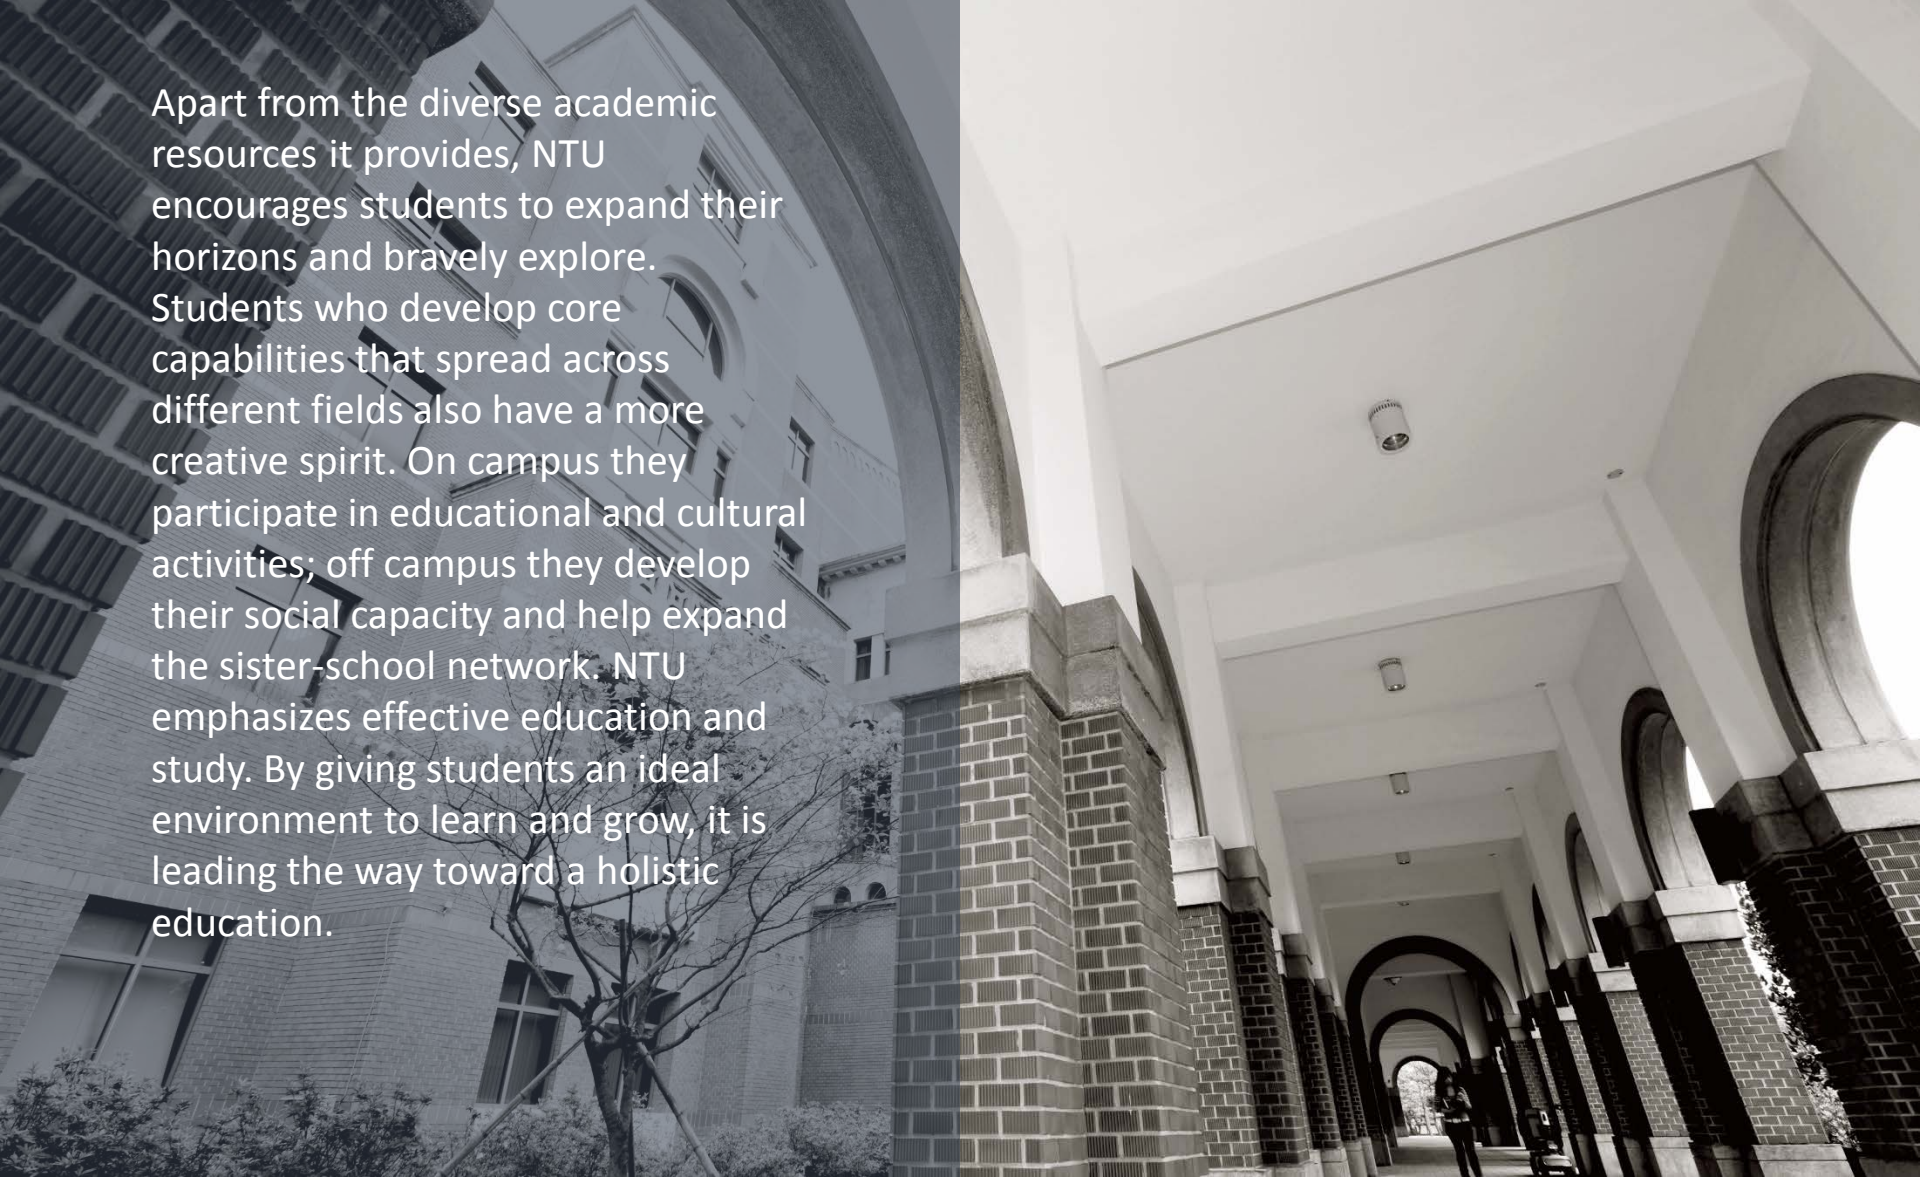 Apart from the diverse academic
resources it provides, NTU
encourages students to expand their
horizons and bravely explore.
Students who develop core
capabilities that spread across
different fields also have a more
creative spirit. On campus they
participate in educational and cultural
activities; off campus they develop
their social capacity and help expand
the sister-school network. NTU
emphasizes effective education and
study. By giving students an ideal
environment to learn and grow, it is
leading the way toward a holistic
education.